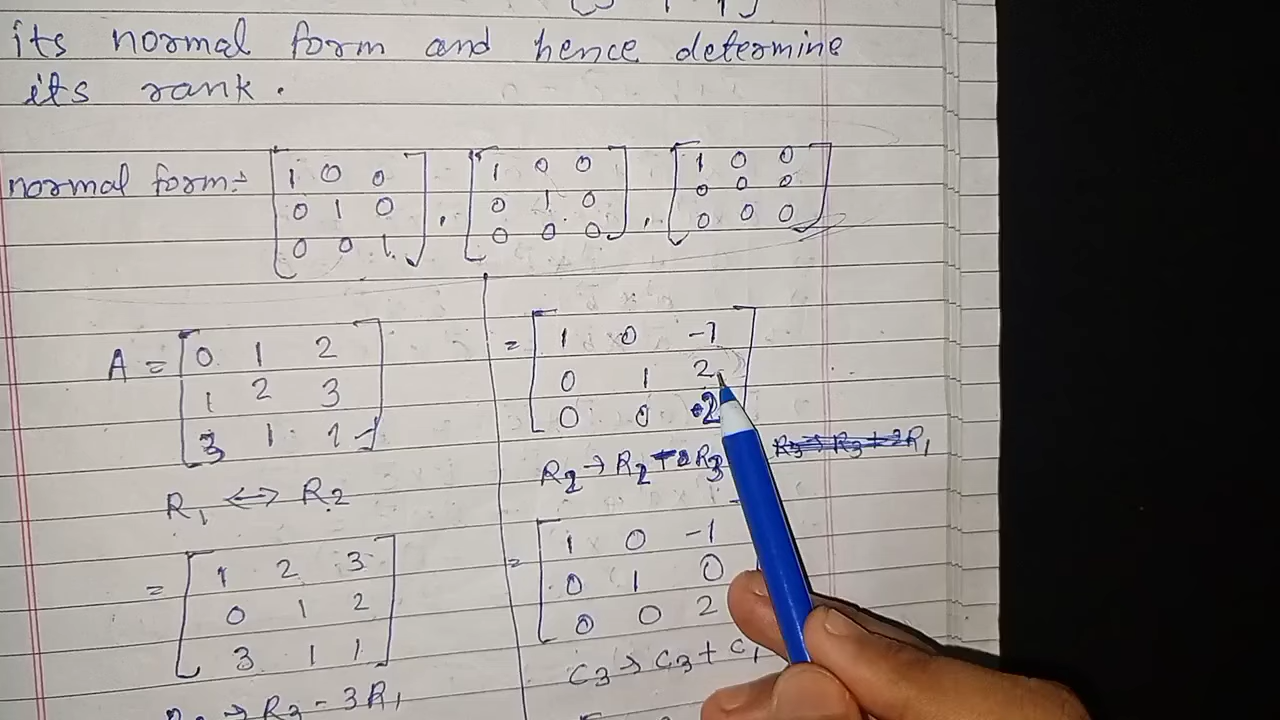 its normal form and hence determine
its rank.
normal form:- [1 0 0
0 1 0
0 0 1], [1 0 0
0 1 0
0 0 0], [1 0 0
0 0 0
0 0 0]
A = [0 1 2
1 2 3
3 1 1]
R1 <=> R2
= [1 2 3
0 1 2
3 1 1]
→ R3 - 3R1
= [1 0 -1
0 1 2
0 0 2]
R2 → R2 - R3
= [1 0 -1
0 1 0
0 0 2]
C3 → C3 + C1